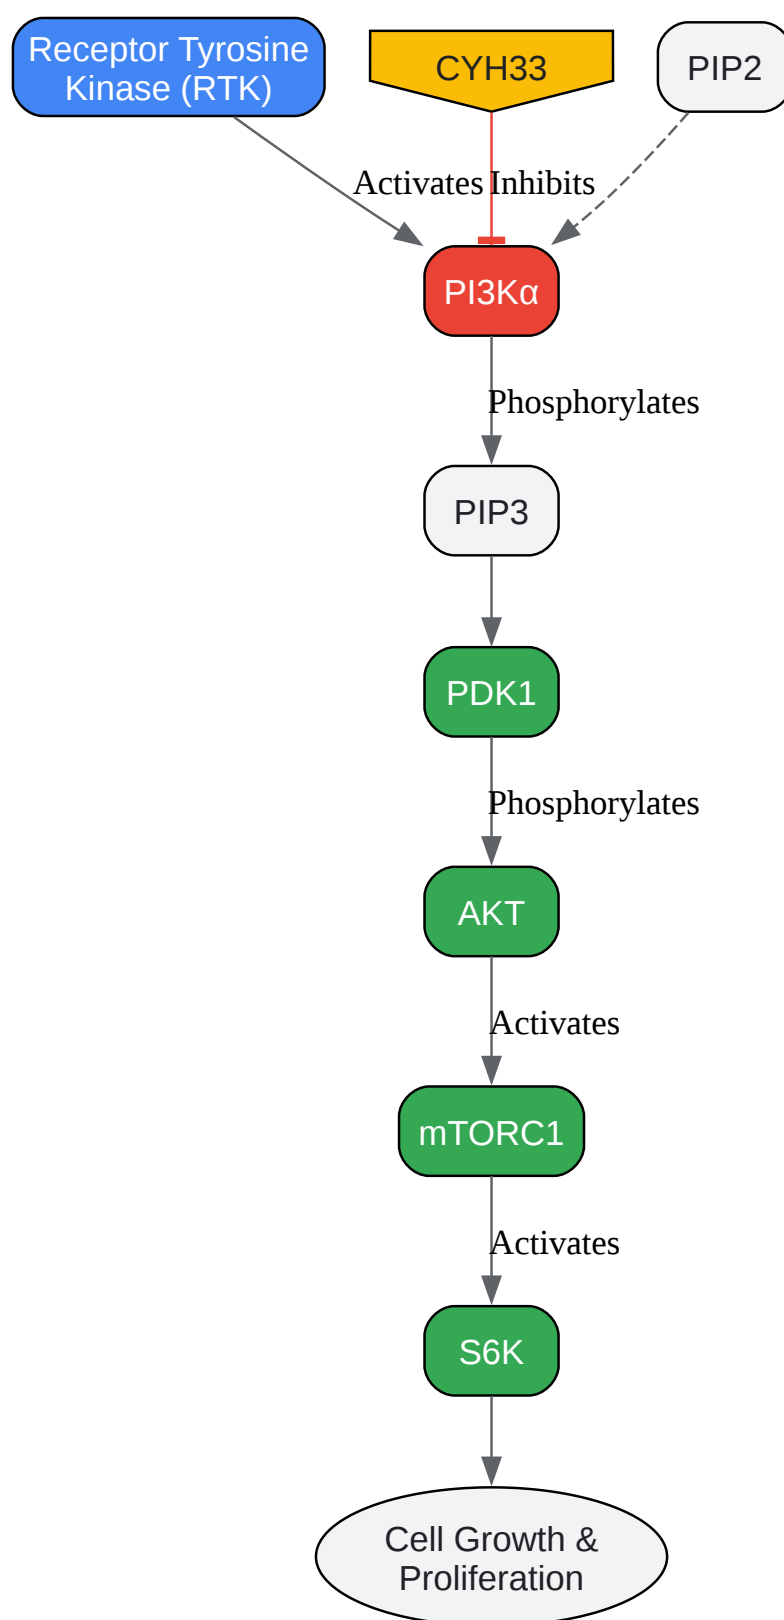 Receptor Tyrosine
Kinase (RTK)
CYH33
PIP2
Activates
Inhibits
PI3Kα
Phosphorylates
PIP3
PDK1
Phosphorylates
AKT
Activates
mTORC1
Activates
S6K
Cell Growth &
Proliferation